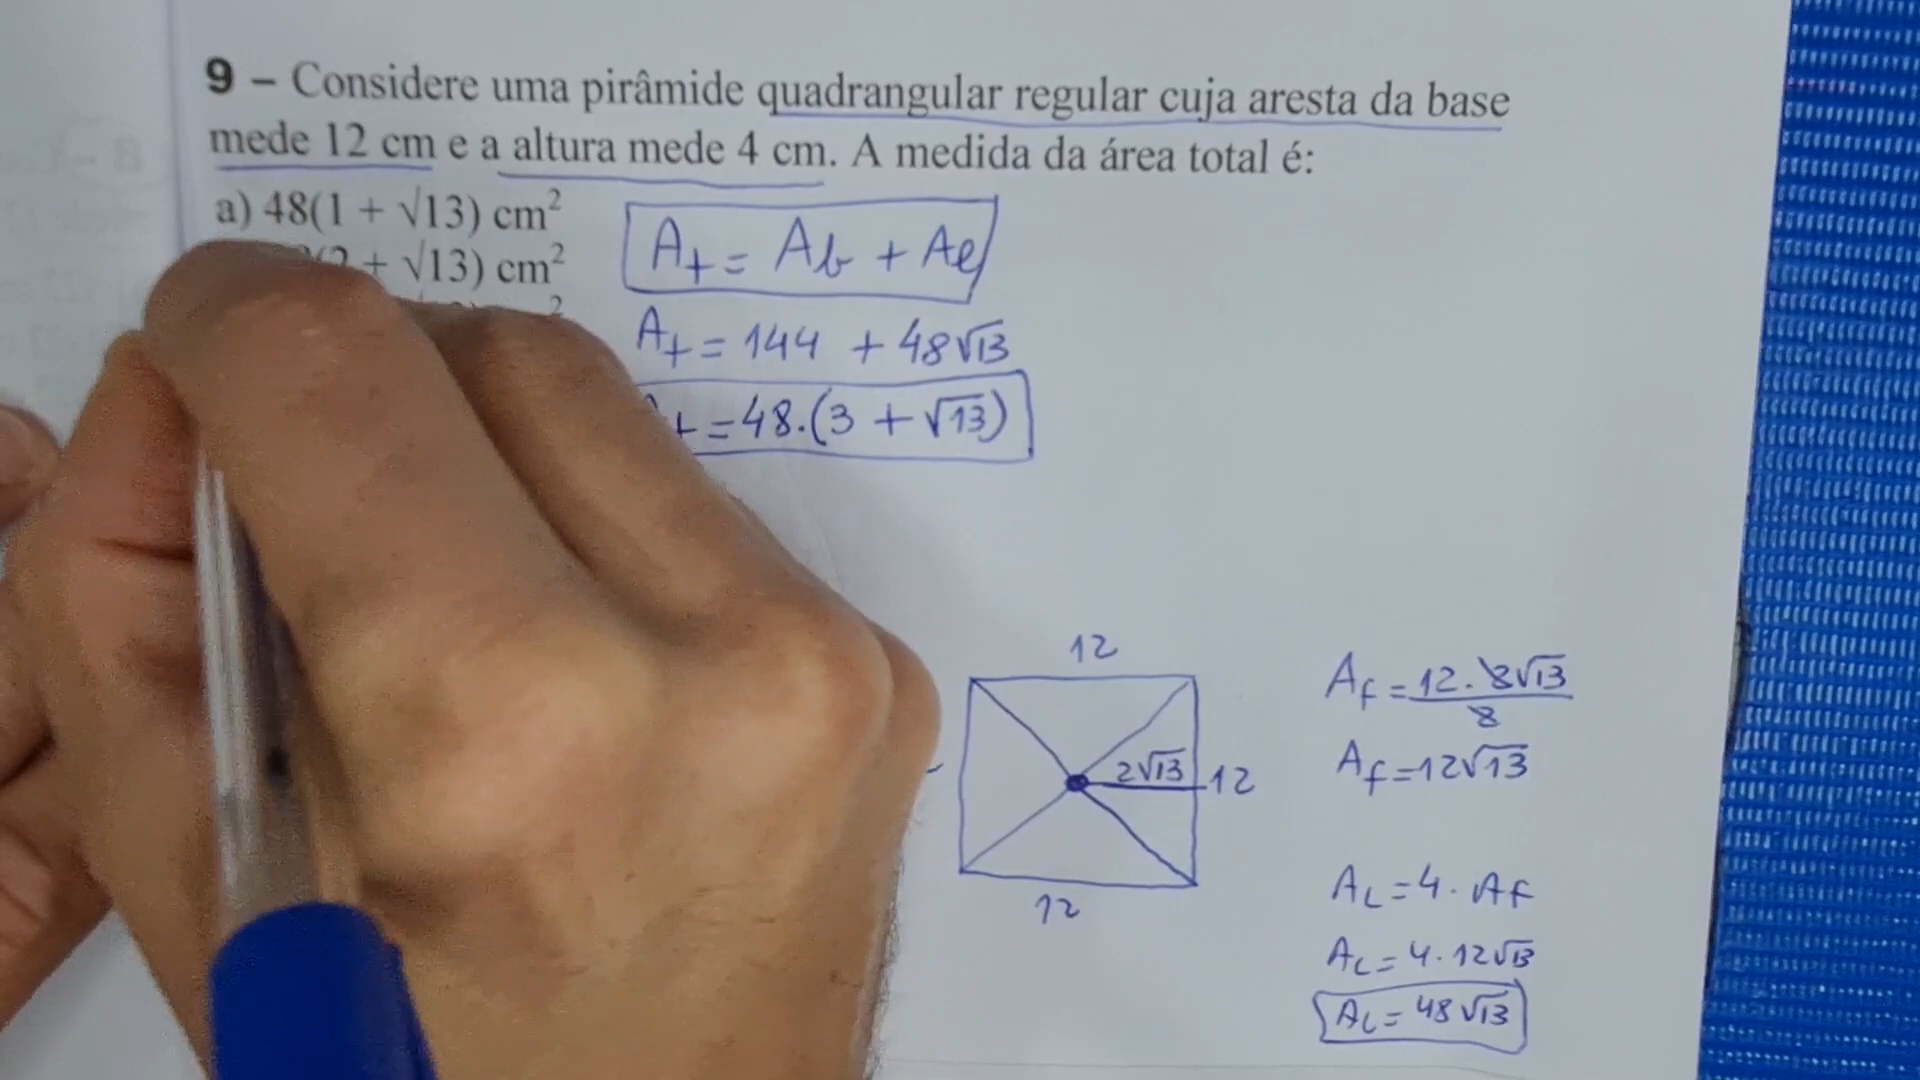 9 – Considere uma pirâmide quadrangular regular cuja aresta da base
mede 12 cm e a altura mede 4 cm. A medida da área total é:
a) 48(1 + √13) cm²
+ √13) cm²
2
At = Ab + Al
At = 144 + 48√13
t = 48.(3 + √13)
12
2√13
12
12
Af = 12.
√13
Af = 12√13
AL = 4. Af
AL = 4. 12√13
AL = 48√13